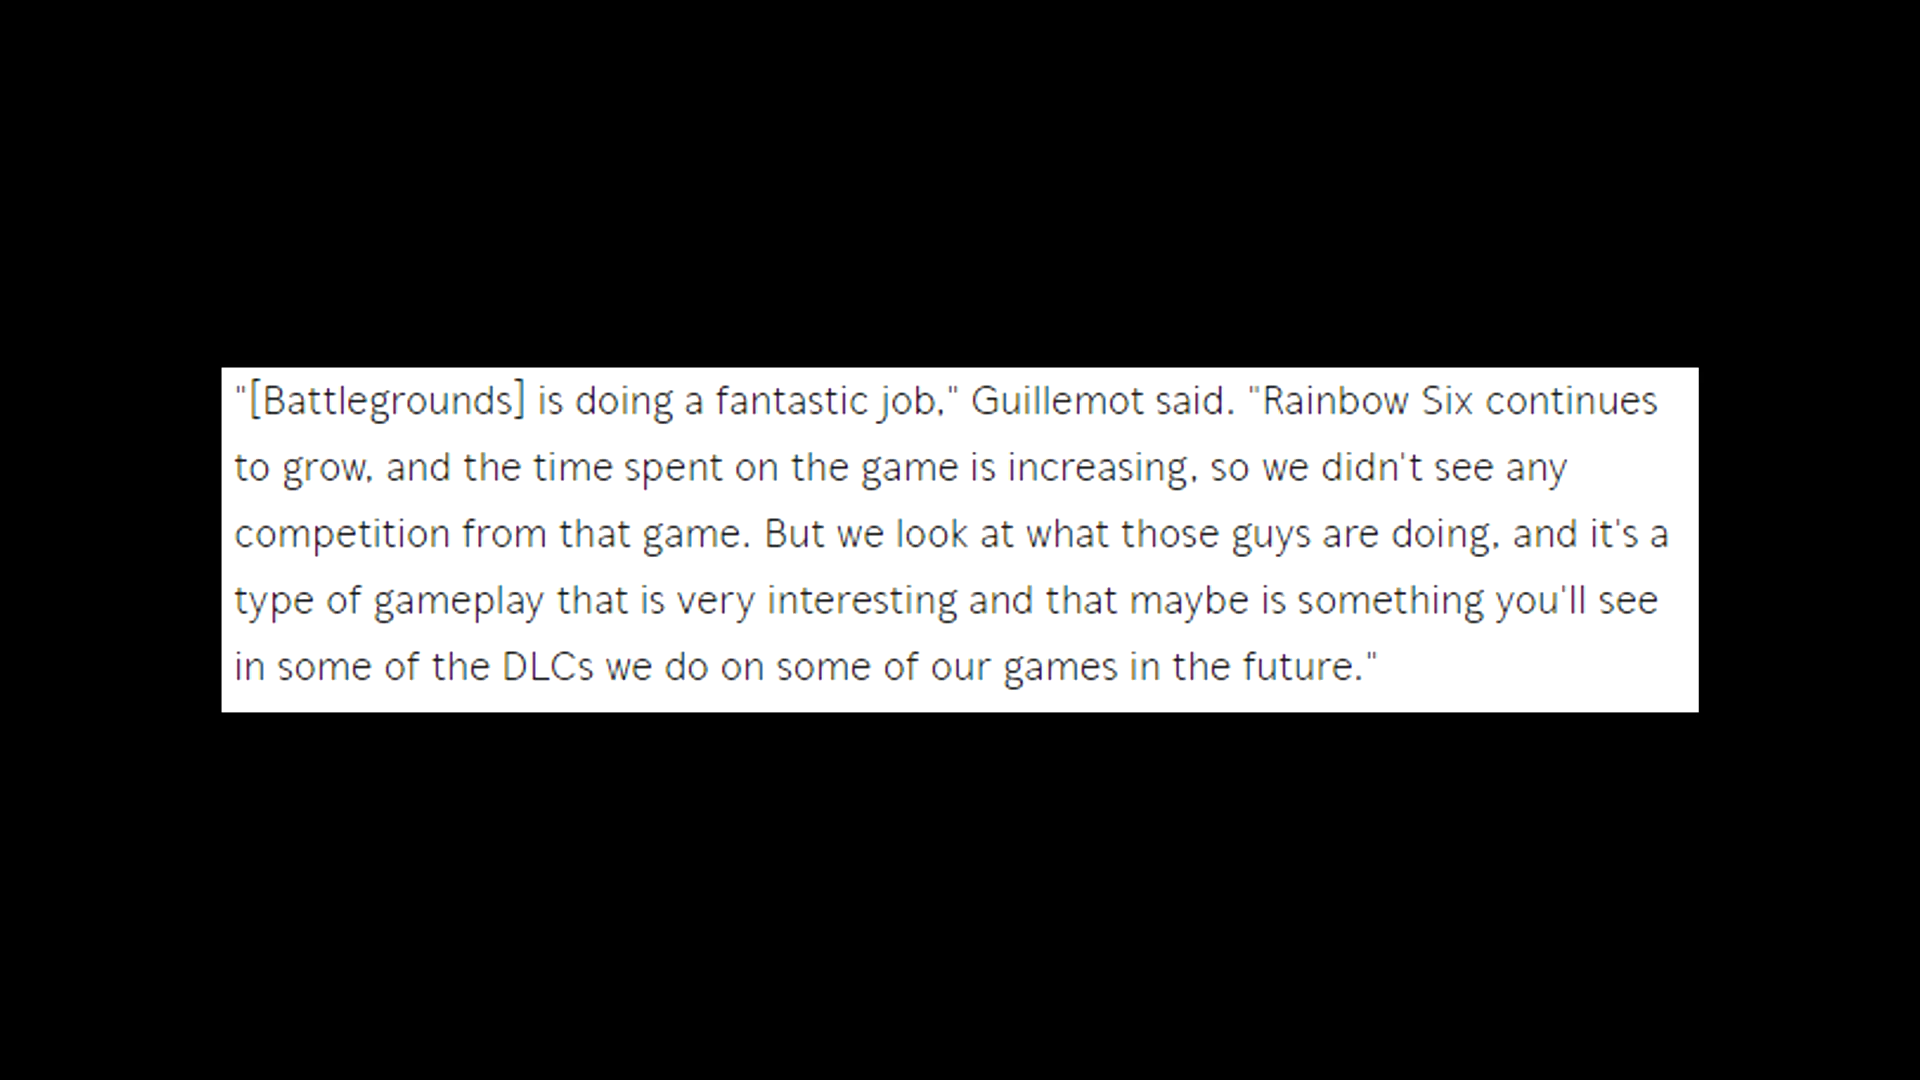 "[Battlegrounds] is doing a fantastic job," Guillemot said. "Rainbow Six continues
to grow, and the time spent on the game is increasing, so we didn't see any
competition from that game. But we look at what those guys are doing, and it's a
type of gameplay that is very interesting and that maybe is something you'll see
in some of the DLCs we do on some of our games in the future."